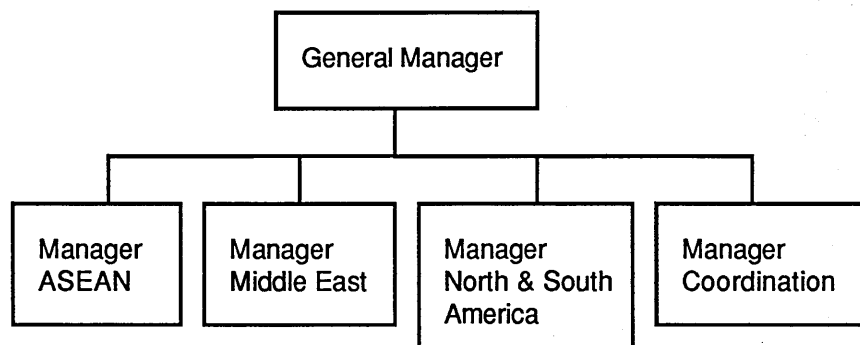 General Manager
Manager
ASEAN
Manager
Middle East
Manager
North & South
America
Manager
Coordination